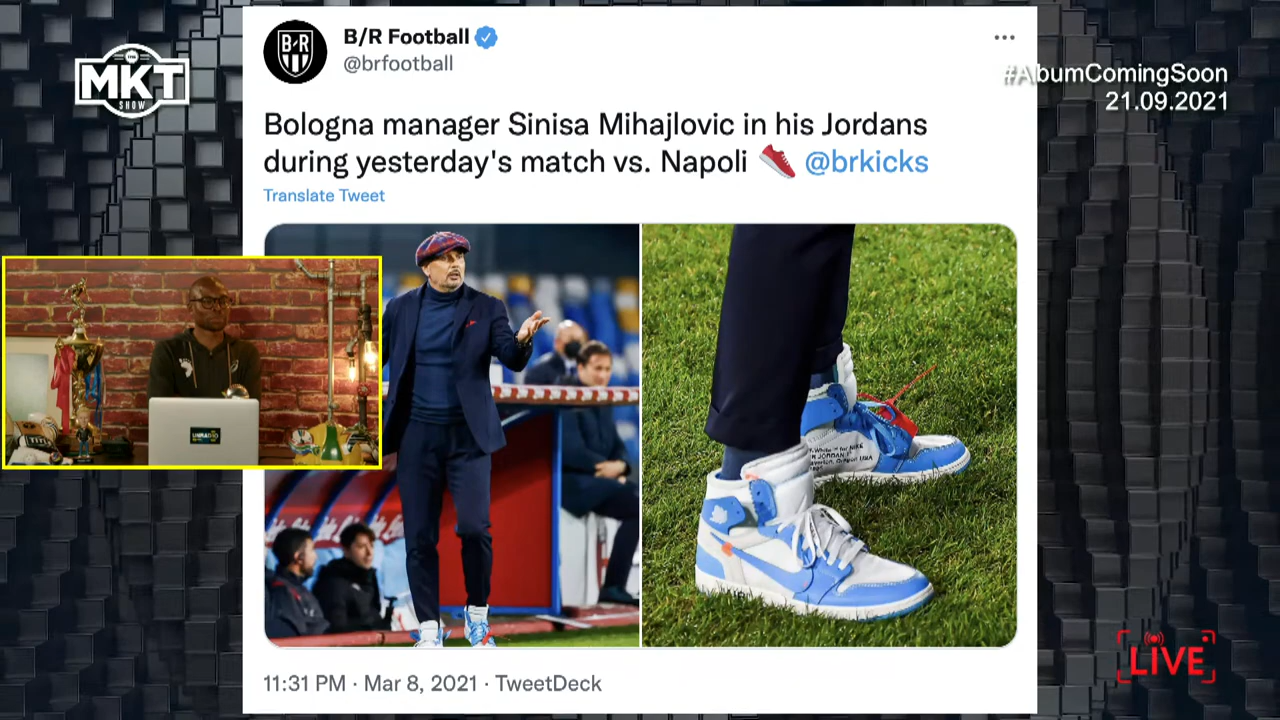 B/R Football
@brfootball
Bologna manager Sinisa Mihajlovic in his Jordans
during yesterday's match vs. Napoli @brkicks
Translate Tweet
11:31 PM · Mar 8, 2021 · TweetDeck
MKT
SHOW
#AlbumComingSoon
21.09.2021
LIVE
B R